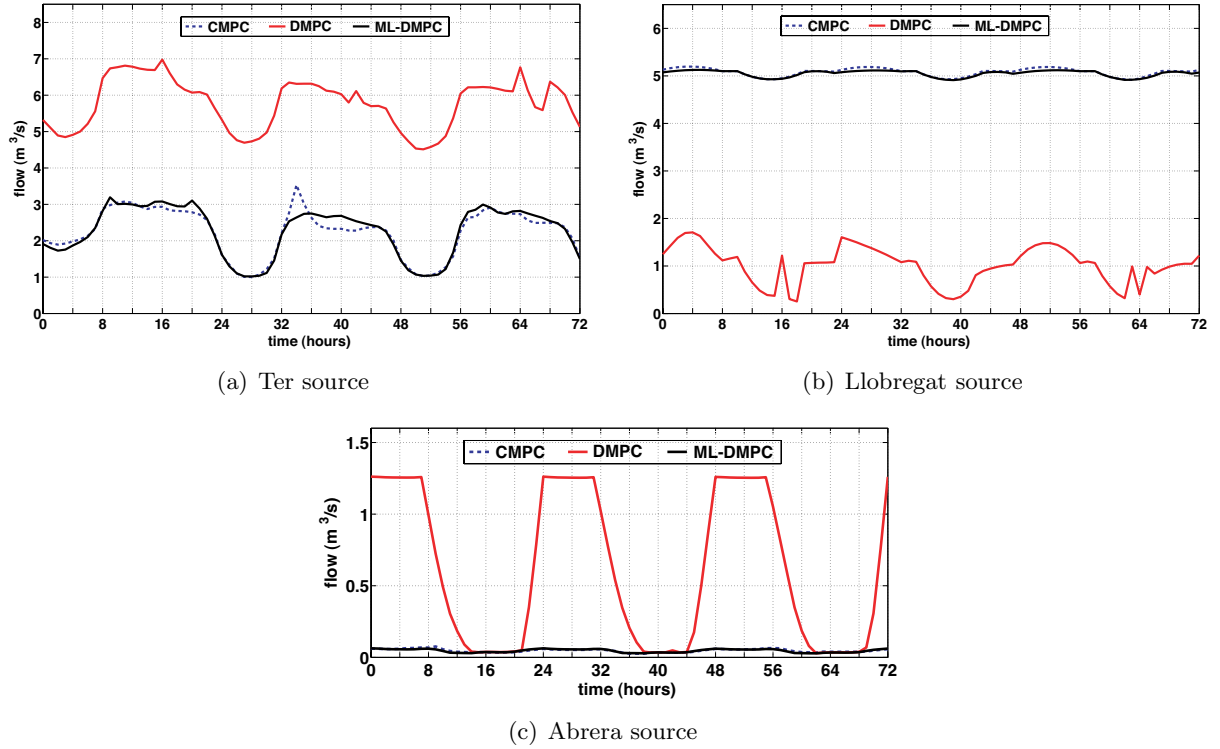 CMPC DMPC ML-DMPC
flow (m 3/s)
8
7
6
5
4
3
2
1
0
0 8 16 24 32 40 48 56 64 72
time (hours)
(a) Ter source
CMPC DMPC ML-DMPC
flow (m 3/s)
6
5
4
3
2
1
0
0 8 16 24 32 40 48 56 64 72
time (hours)
(b) Llobregat source
CMPC DMPC ML-DMPC
flow (m 3/s)
1.5
1
0.5
0
0 8 16 24 32 40 48 56 64 72
time (hours)
(c) Abrera source